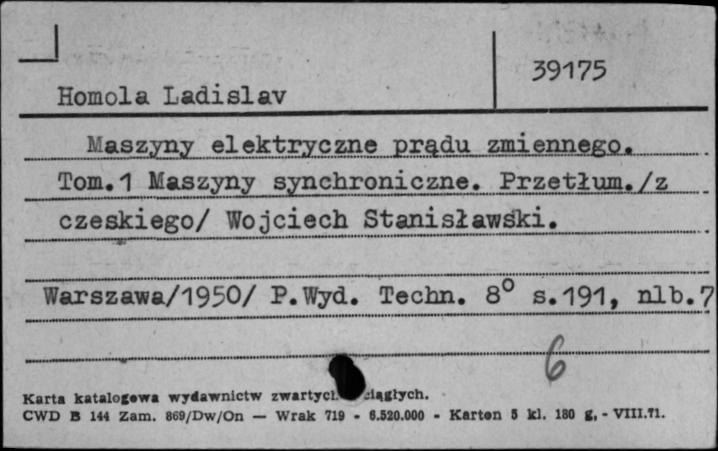 39175
Homola Ladislav
Maszyny elektryczne prądu zmiennego.
Tom.1 Maszyny synchroniczne. Przetłum./z
czeskiego/ Wojciech Stanisławski.
Warszawa/1950/ P.Wyd. Techn. 8° s.191, nlb.7
6
Karta katalogowa wydawnictw zwartych ciągłych.
CWD B 144 Zam. 869/Dw/On — Wrak 719 - 6.520.000 - Karton 5 kl. 180 g, - VIII.71.